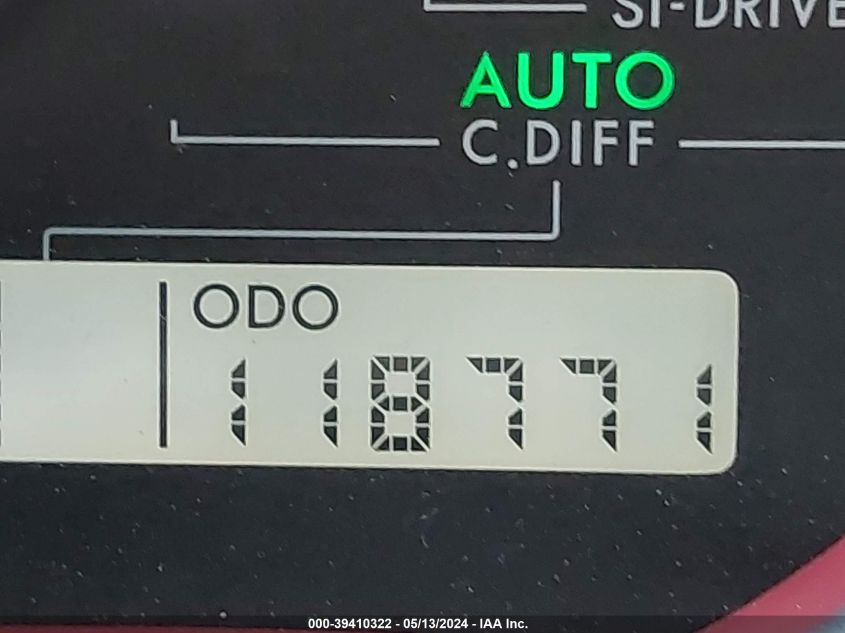 SI-DRIVE
AUTO
C.DIFF
ODO
118771
000-39410322 - 05/13/2024 - IAA Inc.